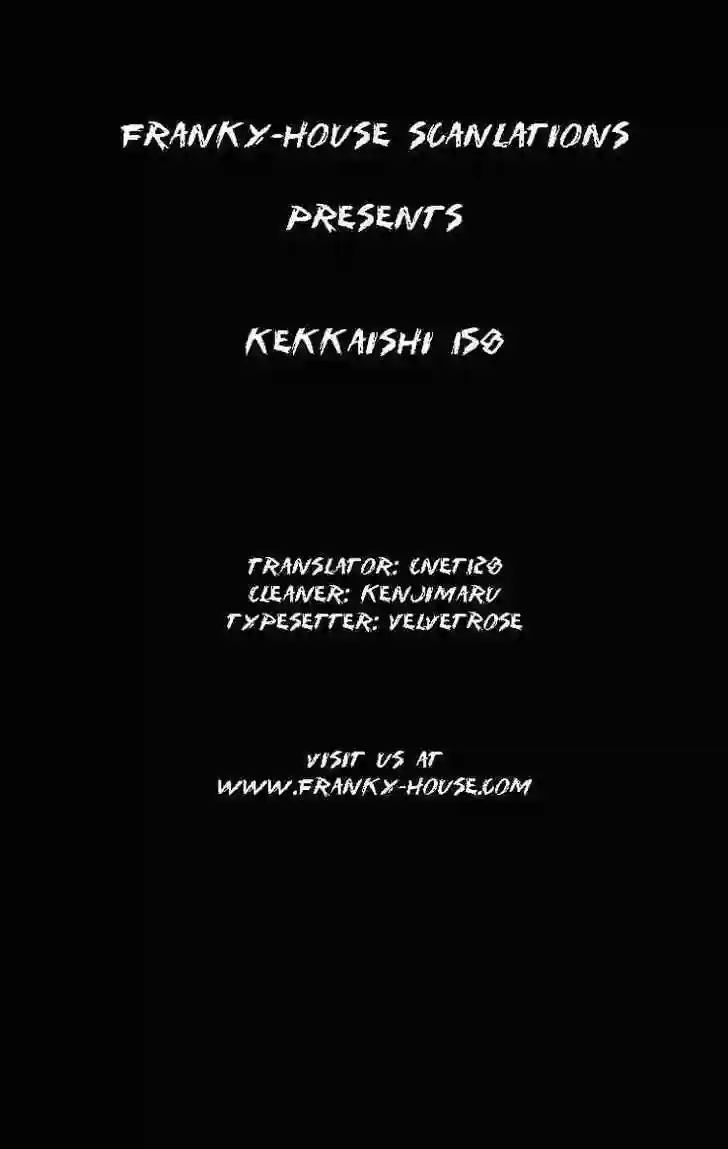 FRANKY-HOUSE SCANLATIONS
PRESENTS
KEKKAISHI 158
TRANSLATOR: CNET128
CLEANER: KENJIMARU
TYPESETTER: VELVETROSE
VISIT US AT
WWW.FRANKY-HOUSE.COM